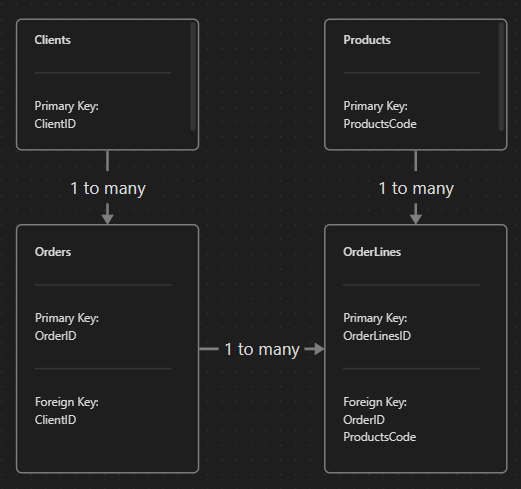 Clients
Primary Key:
ClientID
Products
Primary Key:
ProductsCode
1 to many
1 to many
Orders
Primary Key:
OrderID
Foreign Key:
ClientID
1 to many
OrderLines
Primary Key:
OrderLinesID
Foreign Key:
OrderID
ProductsCode